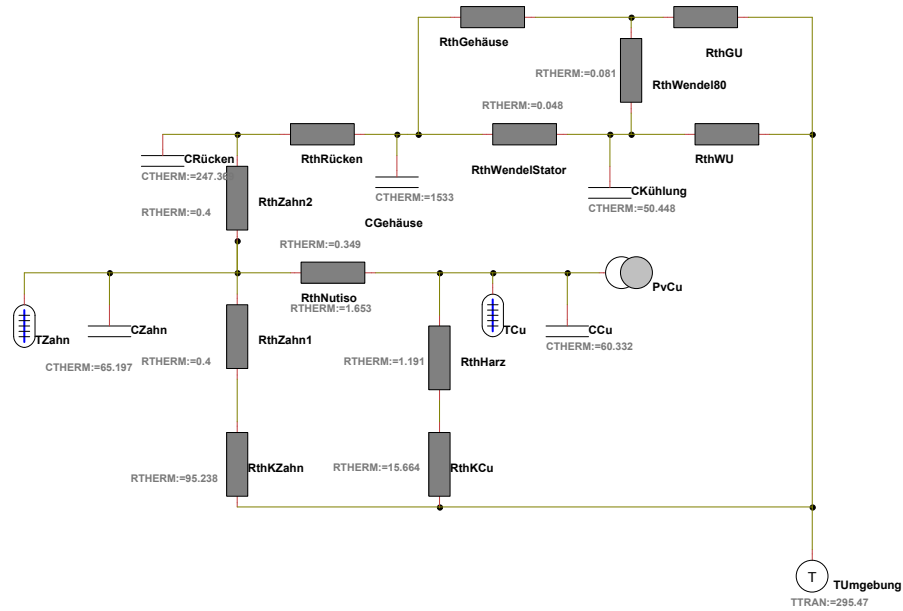 RthGehäuse
RthGU
RTHERM:=0.081
RthWendel80
RTHERM:=0.048
CRücken
RthRücken
RthWendelStator
RthWU
CTHERM:=247.36
RthZahn2
CTHERM:=1533
CKühlung
CTHERM:=50.448
RTHERM:=0.4
CGehäuse
RTHERM:=0.349
RthNutiso
RTHERM:=1.653
PvCu
TZahn
CZahn
RthZahn1
TCu
CCu
CTHERM:=65.197
RTHERM:=0.4
RTHERM:=1.191
RthHarz
CTHERM:=60.332
RthKZahn
RTHERM:=95.238
RTHERM:=15.664
RthKCu
T
TUmgebung
TTRAN:=295.47